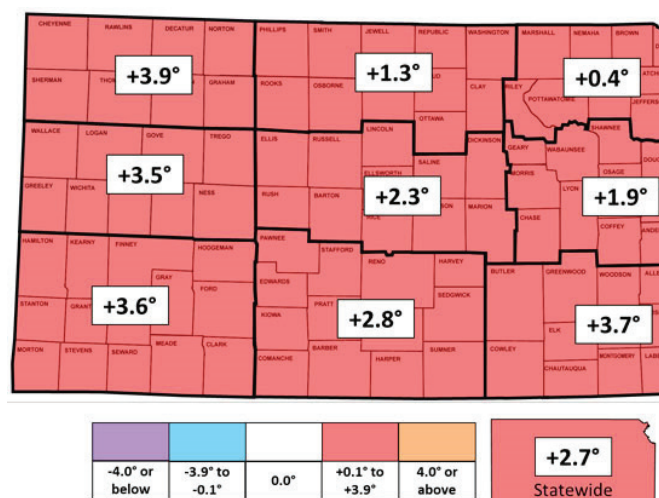 CHEYENNE RAWLINS DECATUR NORTON PHILLIPS SMITH JEWELL REPUBLIC WASHINGTON MARSHALL NEMAHA BROWN
+3.9° +1.3° +0.4°
SHERMAN GRAHAM ROOKS OSBORNE CLAY RILEY POTTAWATOMIE
OTTAWA
WALLACE LOGAN GOVE TREGO ELLIS RUSSELL LINCOLN DICKINSON GEARY WABAUNSEE SHAWNEE
SALINE
+3.5° ELLSWORTH +2.3° MORRIS OSAGE
GREELEY WICHITA NESS RUSH BARTON MARION LYON +1.9°
RICE CHASE COFFEY
HAMILTON KEARNY FINNEY HODGEMAN PAWNEE STAFFORD RENO HARVEY BUTLER GREENWOOD WOODSON
GRAY FORD EDWARDS SEDGWICK
STANTON +3.6° KIOWA PRATT +2.8° ELK +3.7°
MORTON STEVENS SEWARD MEADE CLARK COMANCHE BARBER HARPER SUMNER COWLEY CHAUTAUQUA MONTGOMERY
-4.0° or below
-3.9° to -0.1°
0.0°
+0.1° to +3.9°
4.0° or above
+2.7°
Statewide